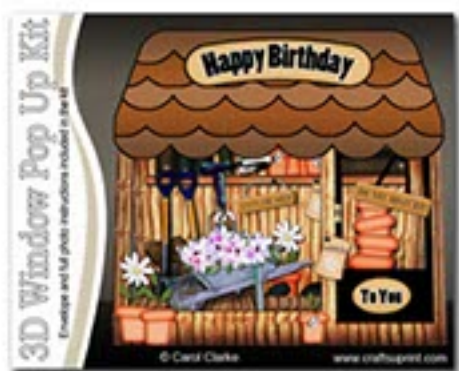 3D Window Pop Up Kit
Envelope and full photo instructions included in the kit!
Happy Birthday
To You
© Carol Clarke
www.craftsuprint.com